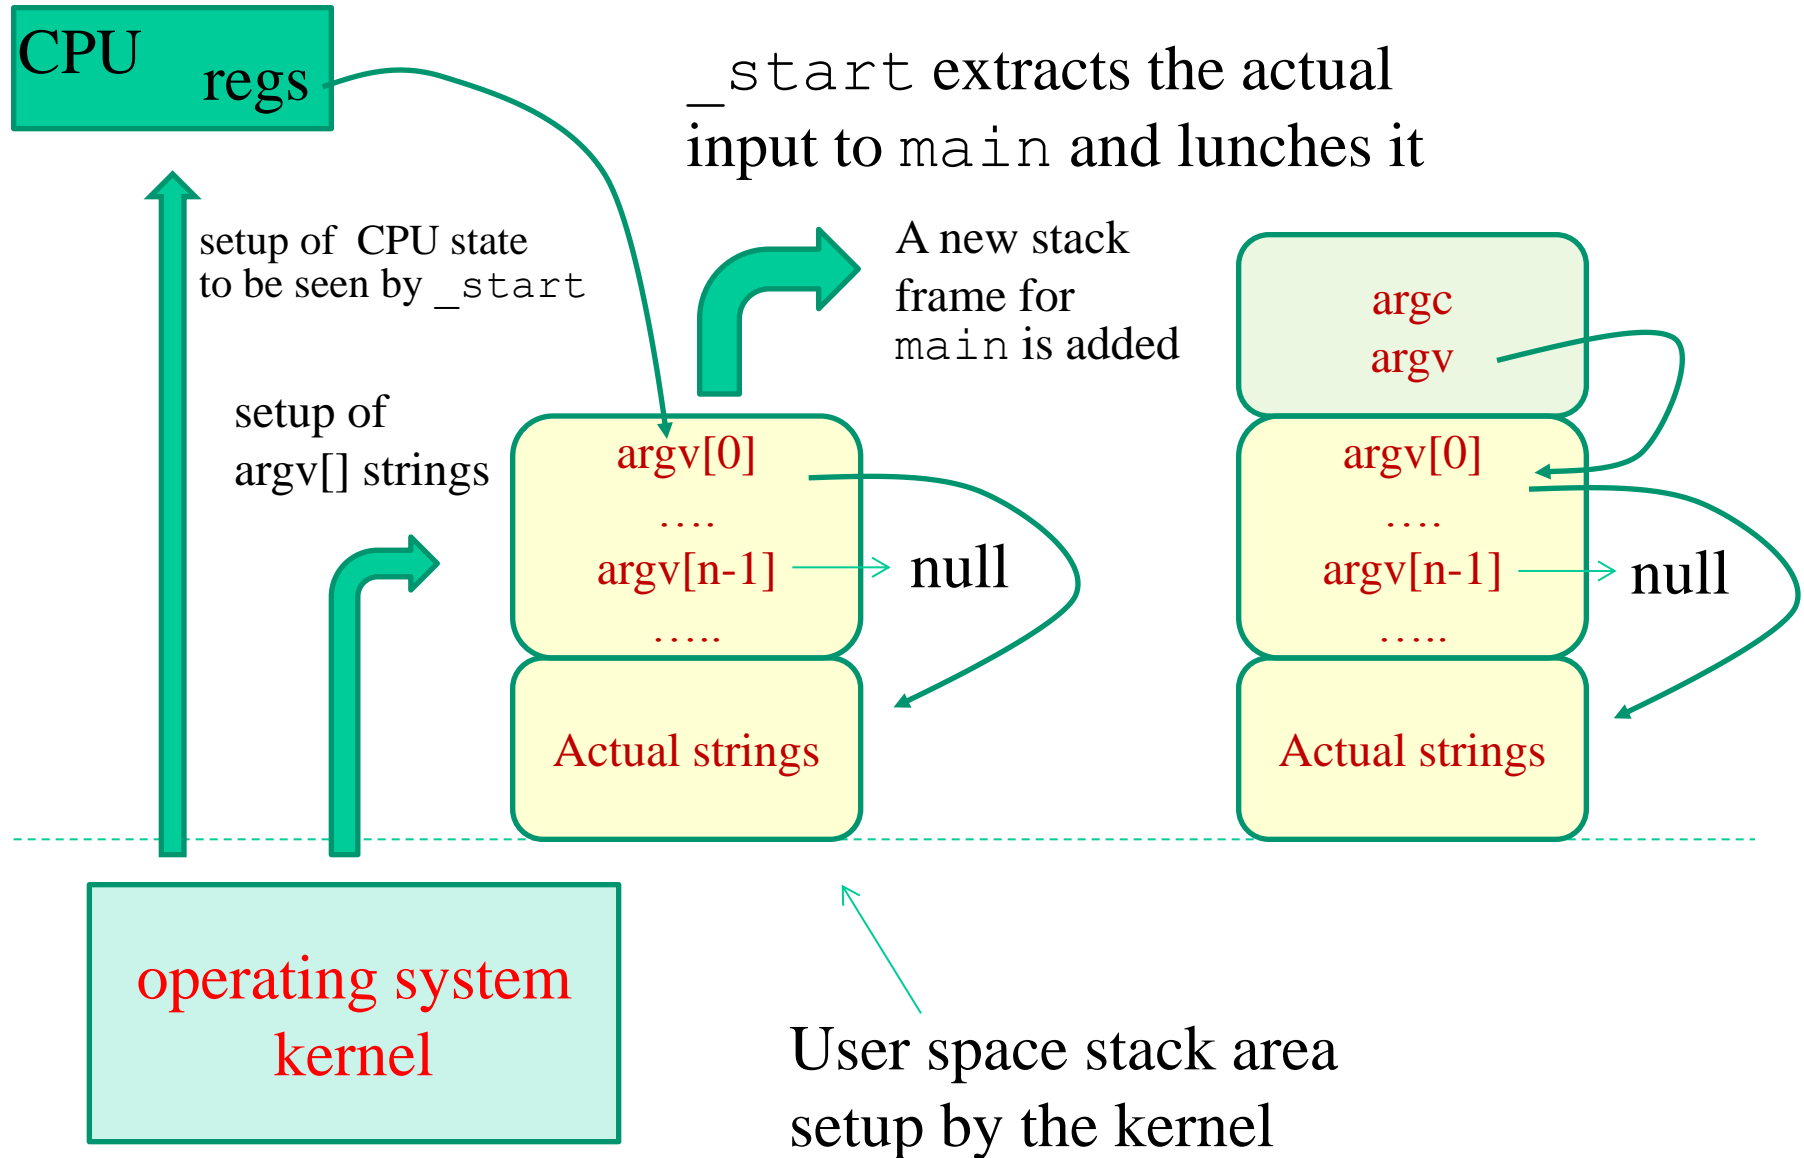 CPU
regs
_start extracts the actual
input to main and lunches it
setup of CPU state
to be seen by _start
A new stack
frame for
main is added
setup of
argv[] strings
argv[0]
....
argv[n-1]
null
.....
Actual strings
argc
argv
argv[0]
....
argv[n-1]
null
.....
Actual strings
operating system
kernel
User space stack area
setup by the kernel